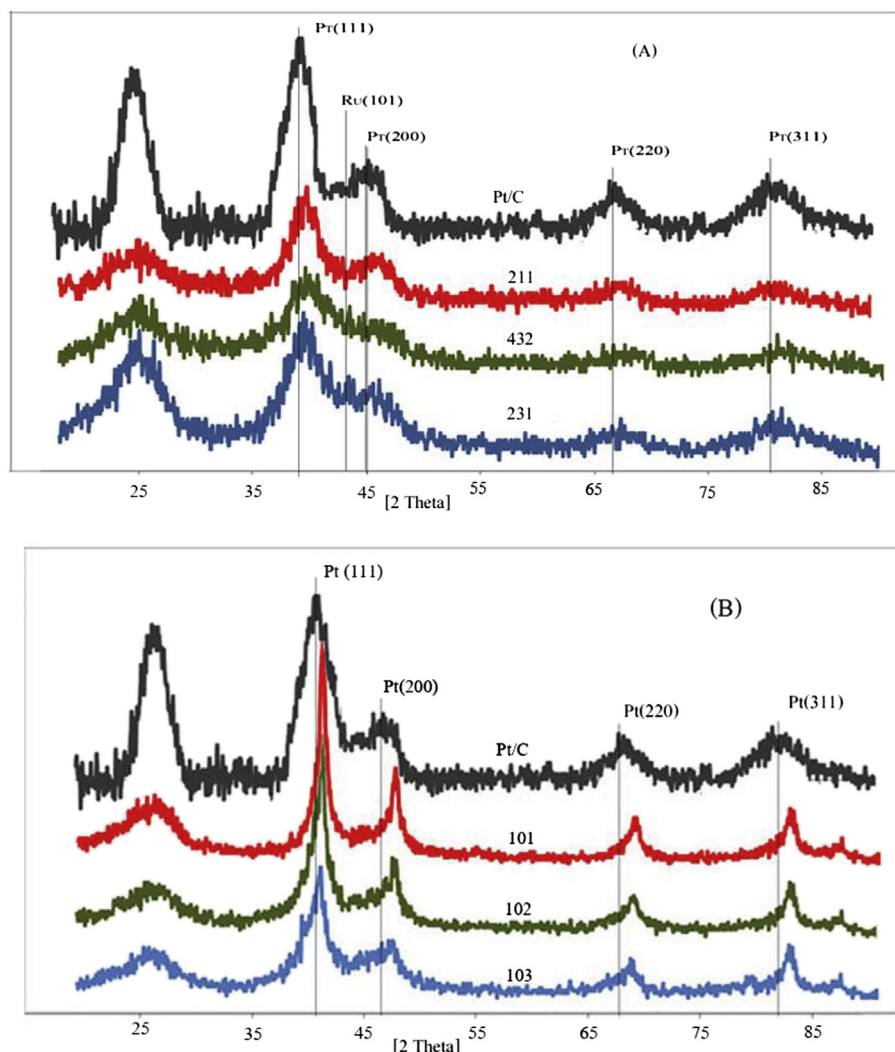 Pt(111)
(A)
Ru(101)
Pt(200)
Pt(220)
Pt(311)
Pt/C
211
432
231
25 35 45 55 65 75 85
[2 Theta]
Pt (111)
(B)
Pt(200)
Pt(220)
Pt(311)
Pt/C
101
102
103
25 35 45 55 65 75 85
[2 Theta]